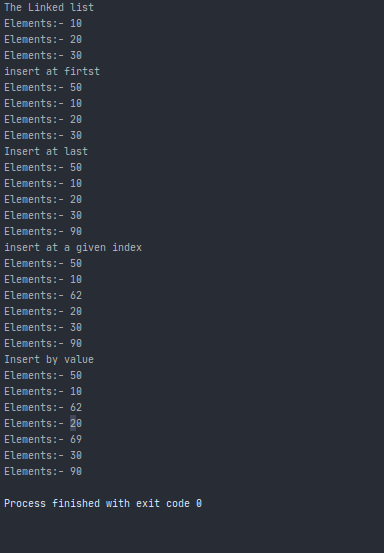 The Linked list
Elements:- 10
Elements:- 20
Elements:- 30
insert at firtst
Elements:- 50
Elements:- 10
Elements:- 20
Elements:- 30
Insert at last
Elements:- 50
Elements:- 10
Elements:- 20
Elements:- 30
Elements:- 90
insert at a given index
Elements:- 50
Elements:- 10
Elements:- 62
Elements:- 20
Elements:- 30
Elements:- 90
Insert by value
Elements:- 50
Elements:- 10
Elements:- 62
Elements:- 20
Elements:- 69
Elements:- 30
Elements:- 90
Process finished with exit code 0